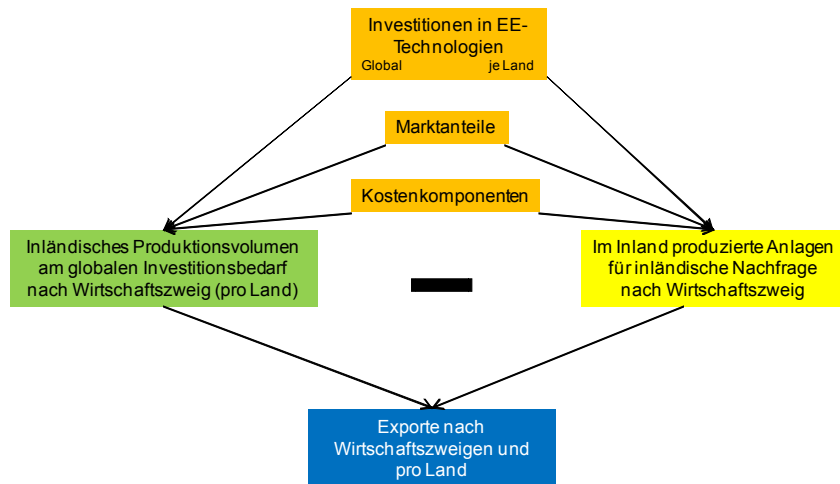 Investitionen in EE-
Technologien
Global je Land
Marktanteile
Kostenkomponenten
Inländisches Produktionsvolumen
am globalen Investitionsbedarf
nach Wirtschaftszweig (pro Land)
Im Inland produzierte Anlagen
für inländische Nachfrage
nach Wirtschaftszweig
Exporte nach
Wirtschaftszweigen und
pro Land